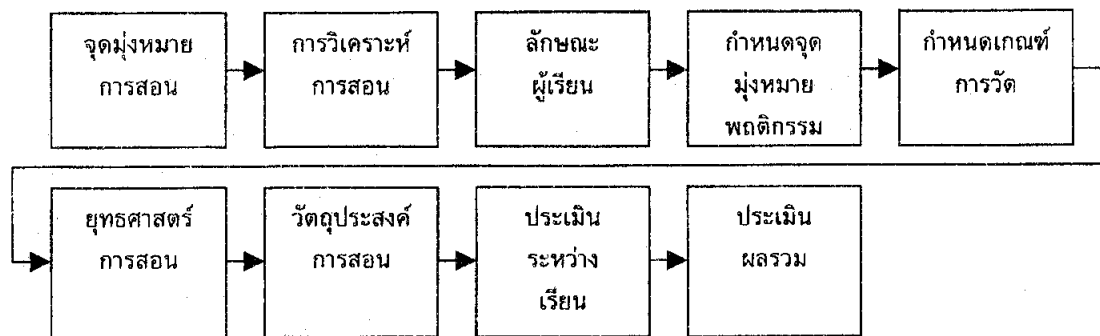 จุดมุ่งหมาย
การสอน
การวิเคราะห์
การสอน
ลักษณะ
ผู้เรียน
กำหนดจุด
มุ่งหมาย
พฤติกรรม
กำหนดเกณฑ์
การวัด
ยุทธศาสตร์
การสอน
วัตถุประสงค์
การสอน
ประเมิน
ระหว่าง
เรียน
ประเมิน
ผลรวม